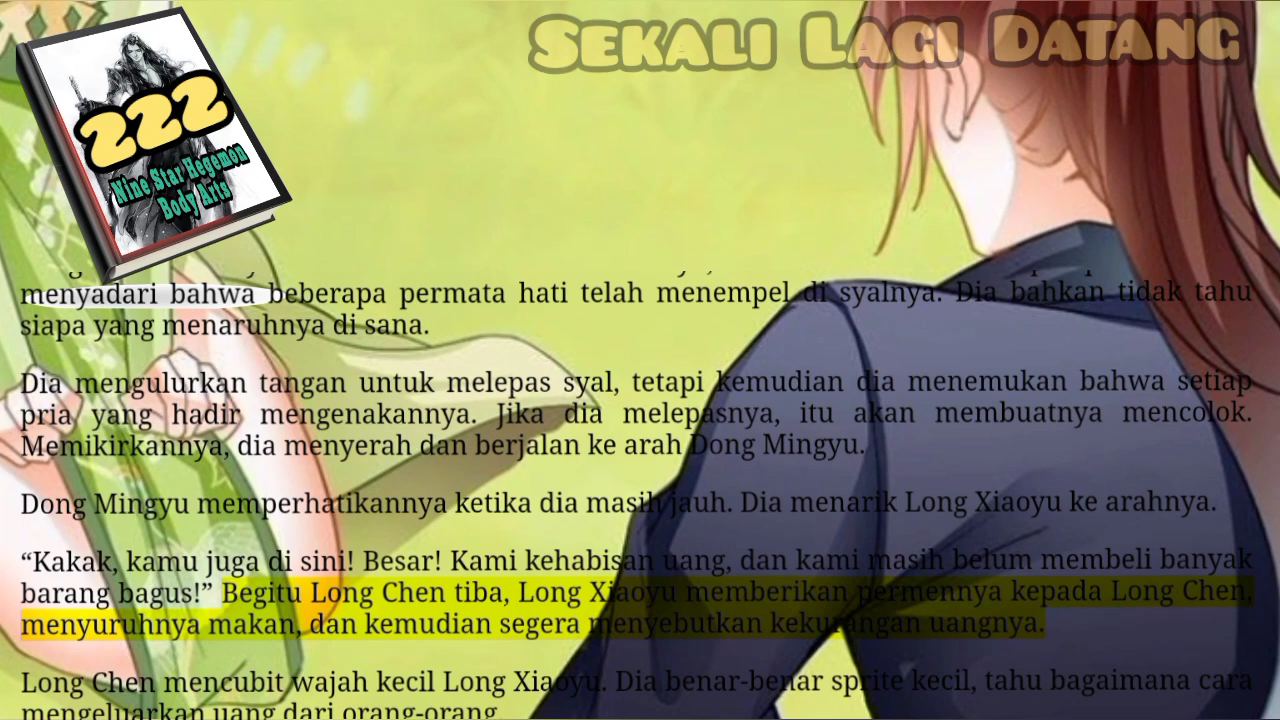 SEKALI LAGI DATANG
222
Nine Star Hegemon
Body Arts
menyadari bahwa beberapa permata hati telah menempel di syalnya. Dia bahkan tidak tahu
siapa yang menaruhnya di sana.
Dia mengulurkan tangan untuk melepas syal, tetapi kemudian dia menemukan bahwa setiap
pria yang hadir mengenakannya. Jika dia melepasnya, itu akan membuatnya mencolok.
Memikirkannya, dia menyerah dan berjalan ke arah Dong Mingyu.
Dong Mingyu memperhatikannya ketika dia masih jauh. Dia menarik Long Xiaoyu ke arahnya.
“Kakak, kamu juga di sini! Besar! Kami kehabisan uang, dan kami masih belum membeli banyak
barang bagus!” Begitu Long Chen tiba, Long Xiaoyu memberikan permennya kepada Long Chen,
menyuruhnya makan, dan kemudian segera menyebutkan kekurangan uangnya.
Long Chen mencubit wajah kecil Long Xiaoyu. Dia benar-benar sprite kecil, tahu bagaimana cara
mengeluarkan uang dari orang-orang.